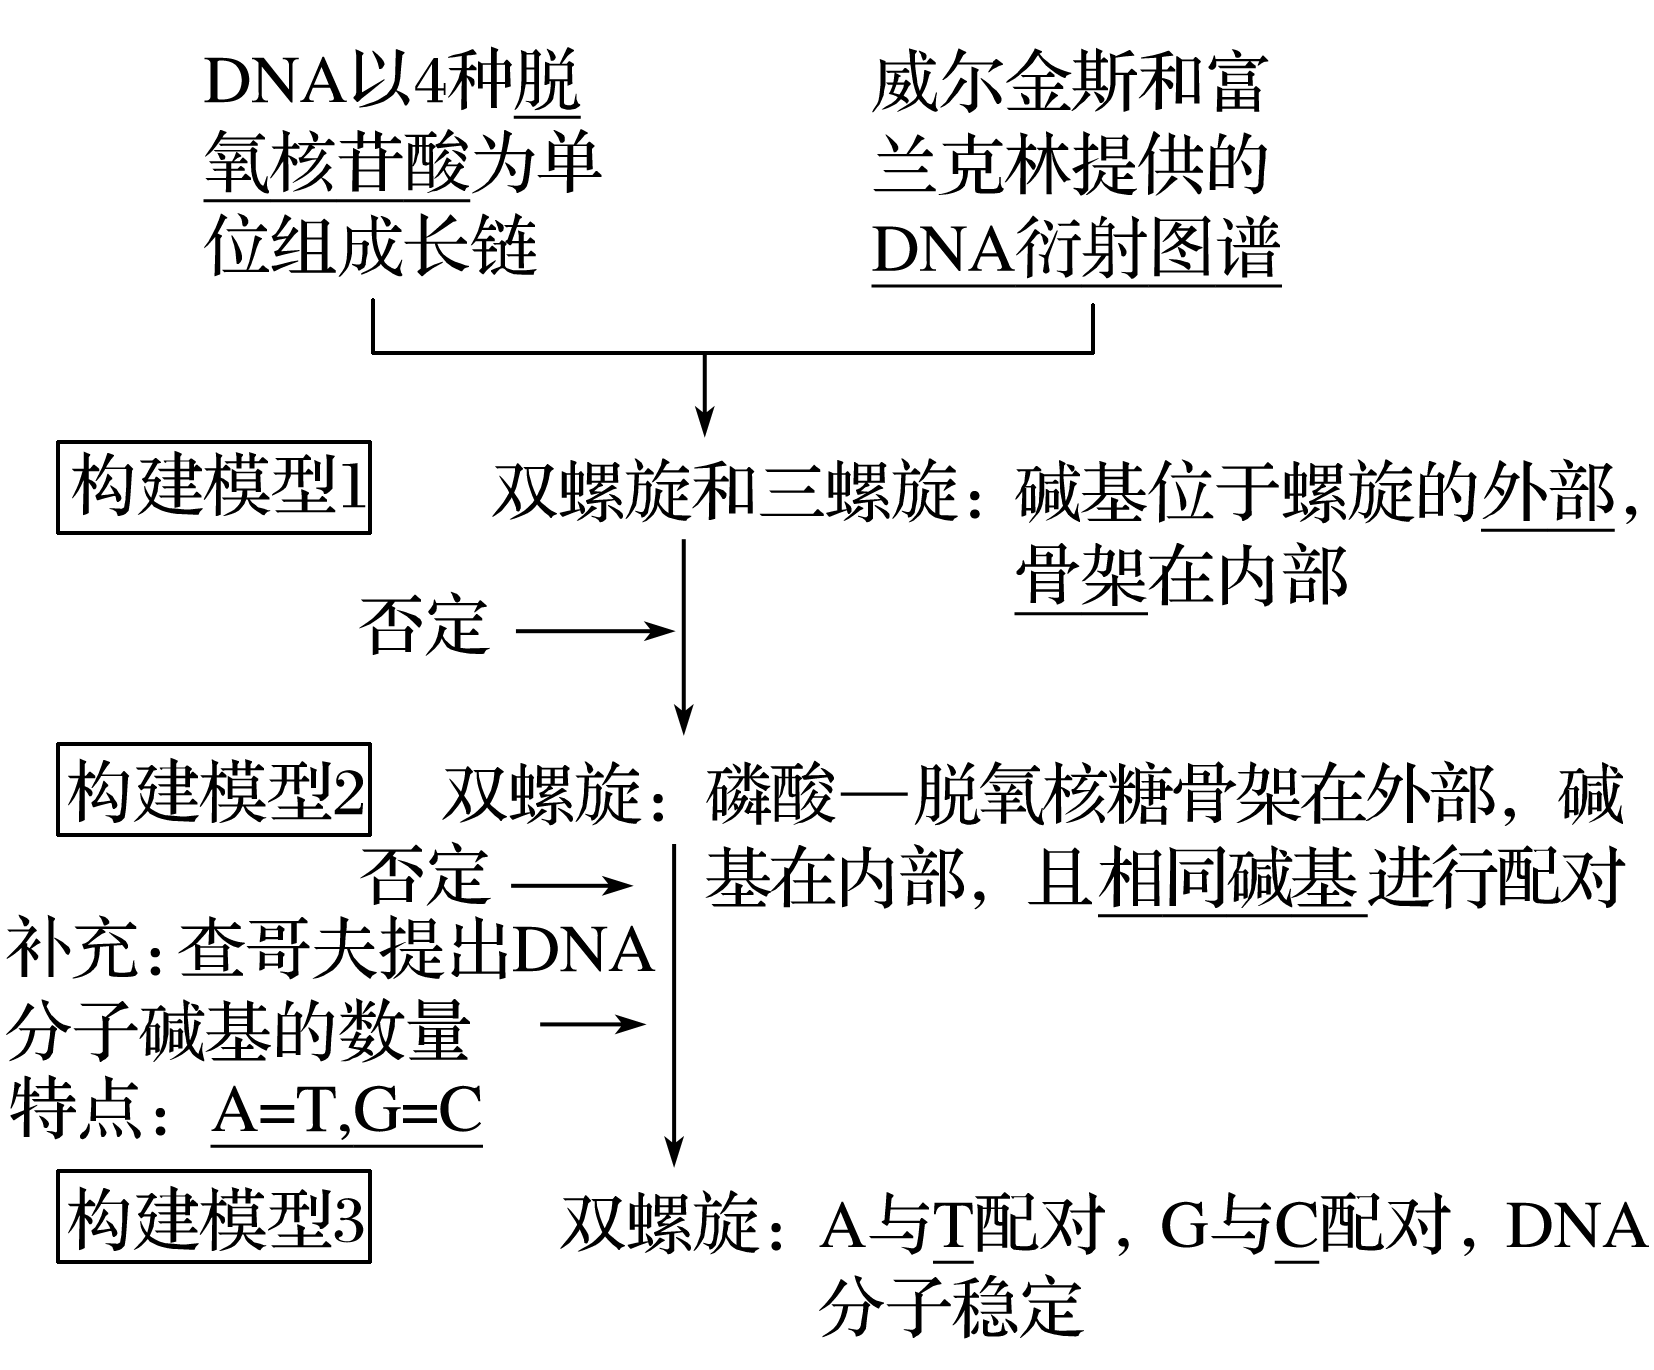 DNA以4种脱
氧核苷酸为单
位组成长链
威尔金斯和富
兰克林提供的
DNA衍射图谱
构建模型1
双螺旋和三螺旋：碱基位于螺旋的外部，
骨架在内部
否定
构建模型2
双螺旋：磷酸—脱氧核糖骨架在外部，碱
基在内部，且相同碱基进行配对
否定
补充：查哥夫提出DNA
分子碱基的数量
特点：A=T,G=C
构建模型3
双螺旋：A与T配对，G与C配对，DNA
分子稳定